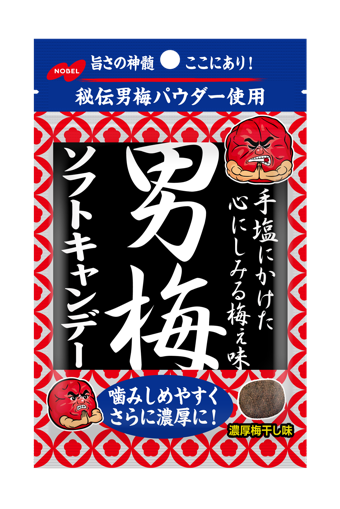 NOBEL
旨さの神髄 ここにあり!
秘伝男梅パウダー使用
男梅
ソフトキャンデー
手塩にかけた
心にしみる梅ぇ味
噛みしめやすく
さらに濃厚に!
濃厚梅干し味